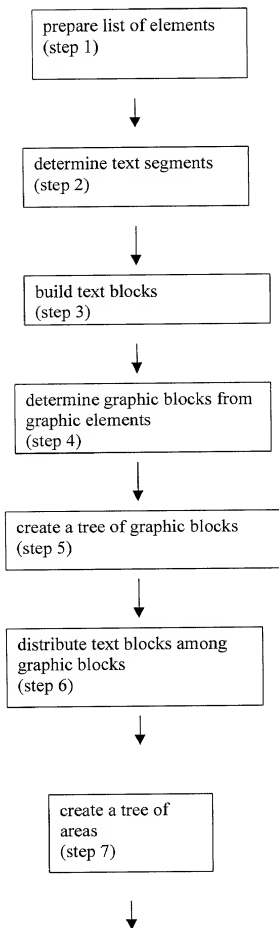 prepare list of elements
(step 1)
determine text segments
(step 2)
build text blocks
(step 3)
determine graphic blocks from
graphic elements
(step 4)
create a tree of graphic blocks
(step 5)
distribute text blocks among
graphic blocks
(step 6)
create a tree of
areas
(step 7)